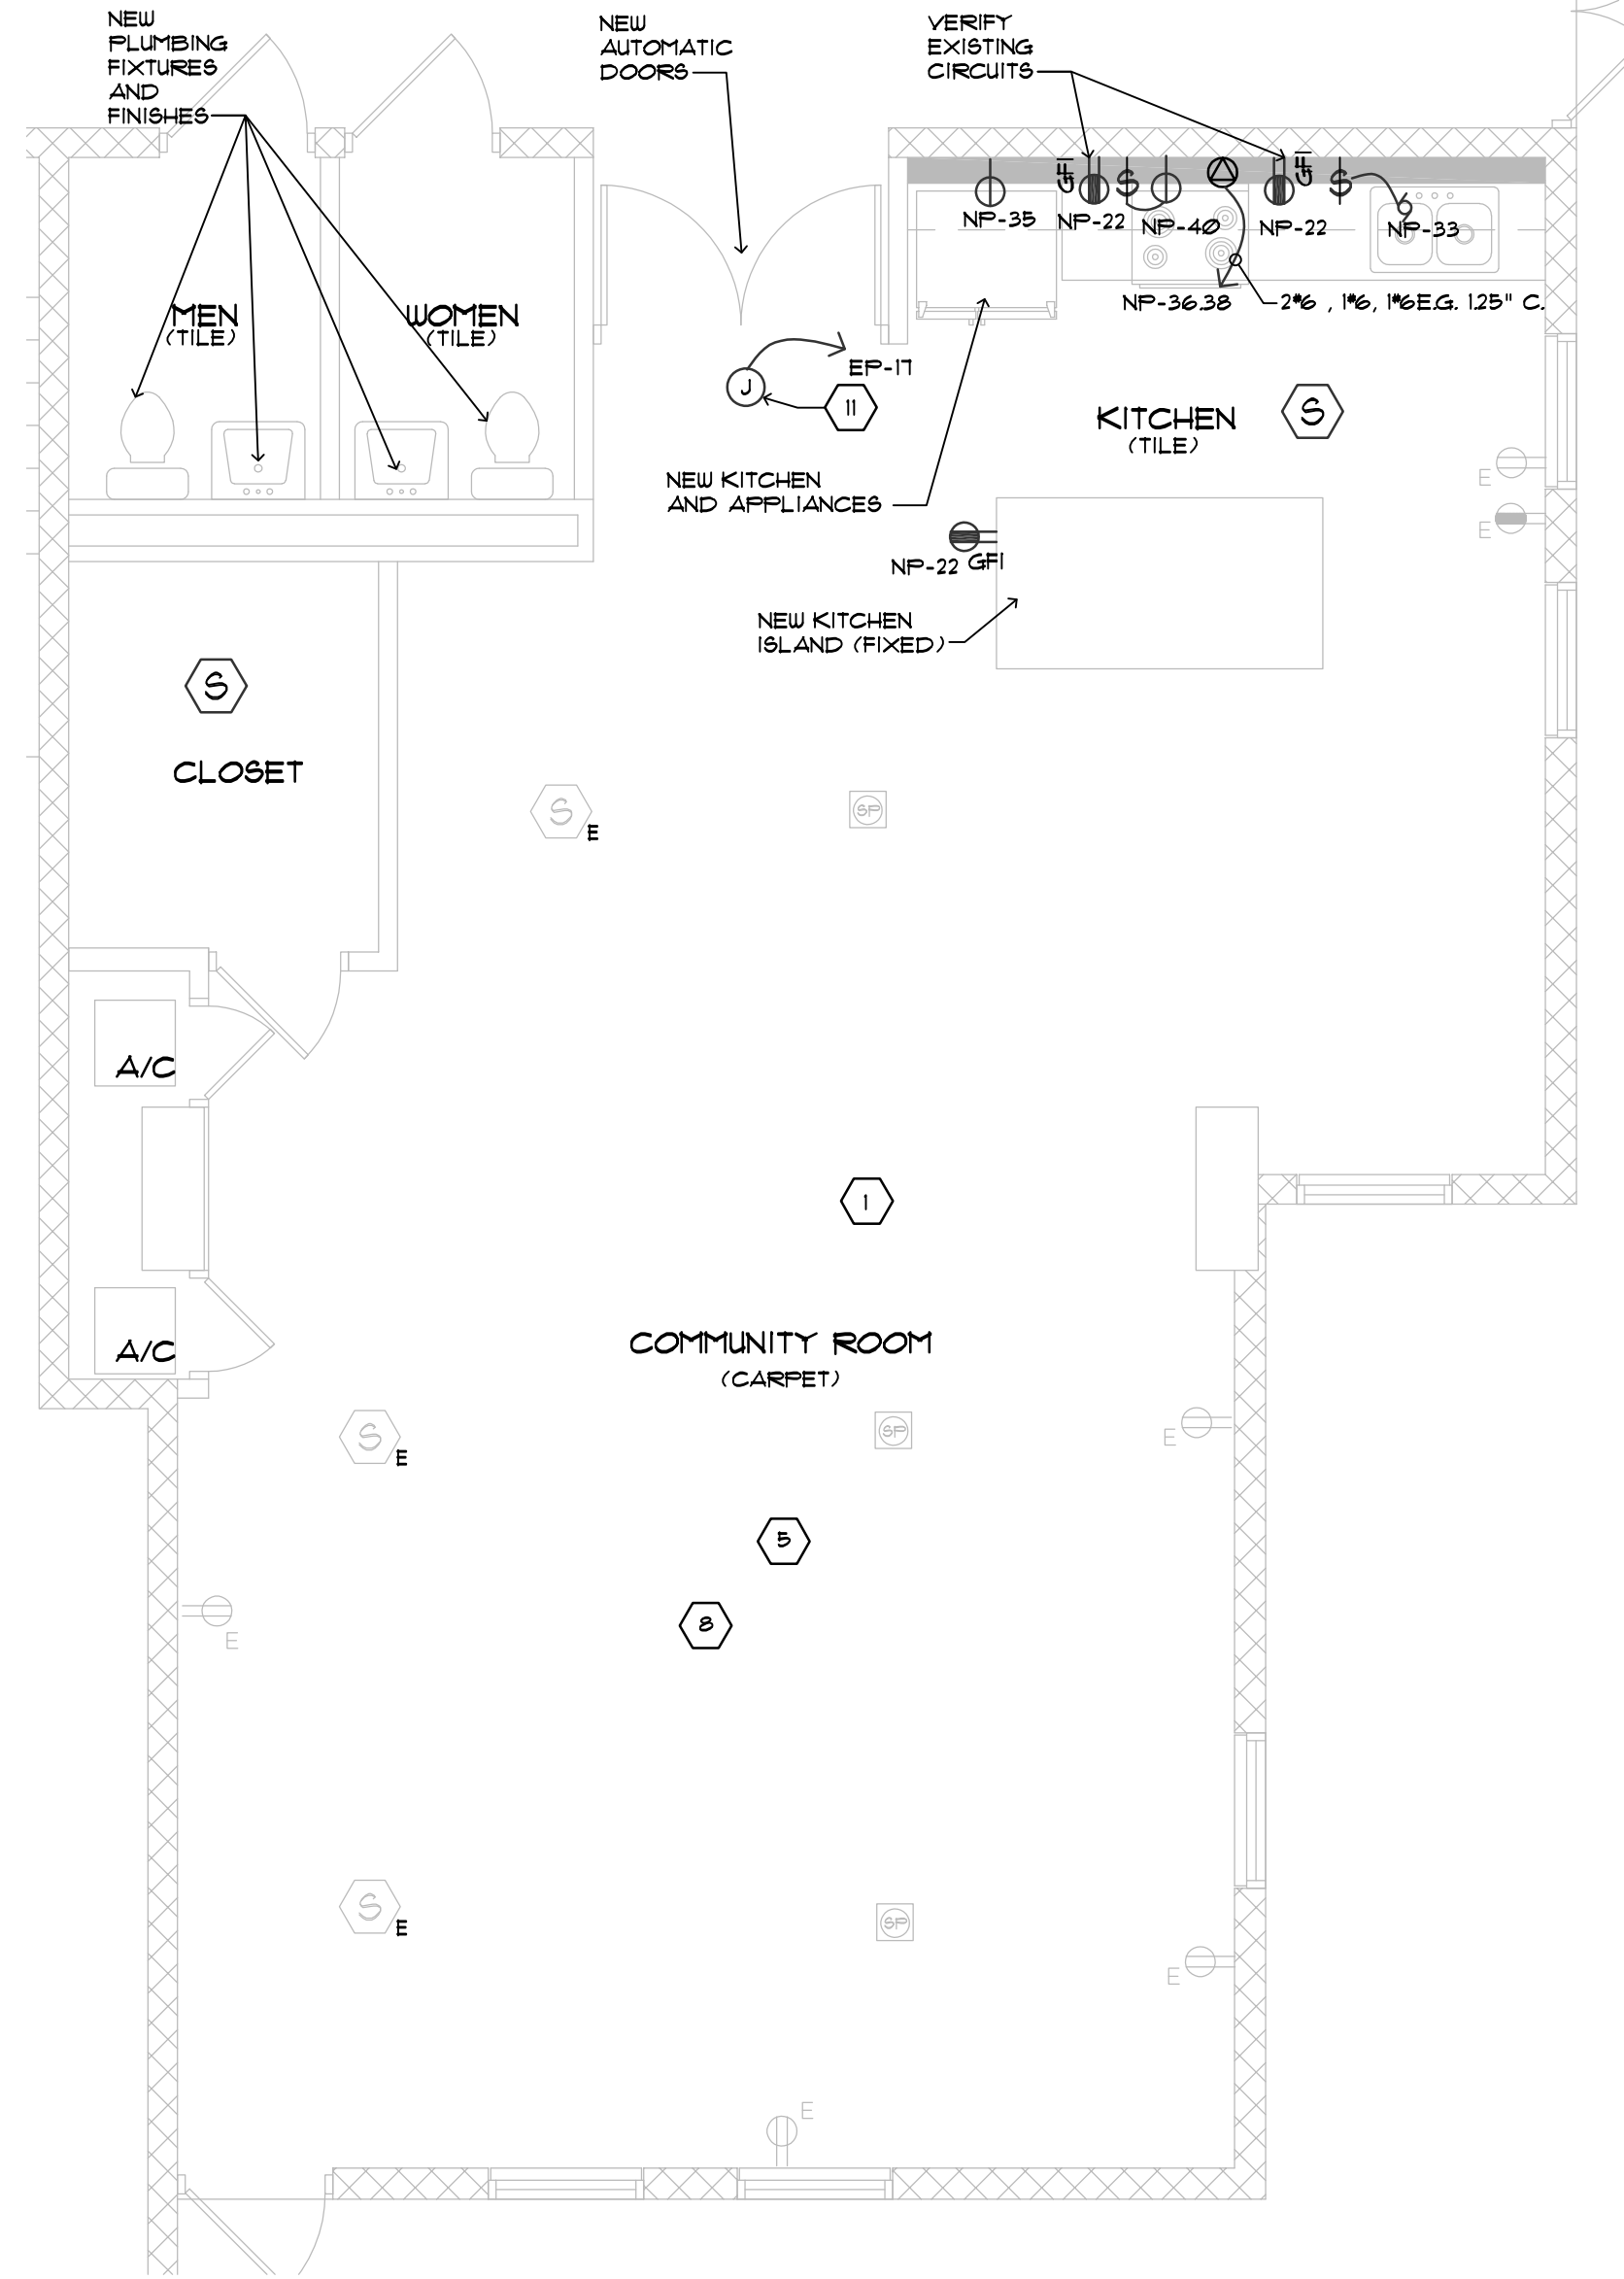 NEW
PLUMBING
FIXTURES
AND
FINISHES
NEW
AUTOMATIC
DOORS
VERIFY
EXISTING
CIRCUITS
GFI
$
GFI
$
NP-35
NP-22
NP-40
NP-22
NP-33
NP-36,38
2#6 , 1#6, 1#6E.G. 1.25" C.
MEN
(TILE)
WOMEN
(TILE)
EP-17
J
11
KITCHEN
(TILE)
S
E
E
NEW KITCHEN
AND APPLIANCES
NP-22 GFI
NEW KITCHEN
ISLAND (FIXED)
S
CLOSET
S
E
SP
A/C
1
A/C
COMMUNITY ROOM
(CARPET)
S
E
SP
E
5
8
E
S
E
SP
E
E